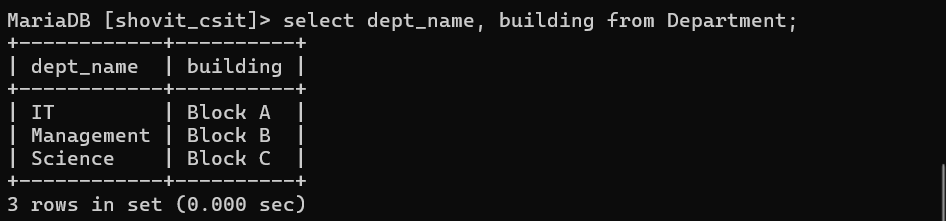 MariaDB [shovit_csit]> select dept_name, building from Department;
+------------+----------+
| dept_name  | building |
+------------+----------+
| IT         | Block A  |
| Management | Block B  |
| Science    | Block C  |
+------------+----------+
3 rows in set (0.000 sec)